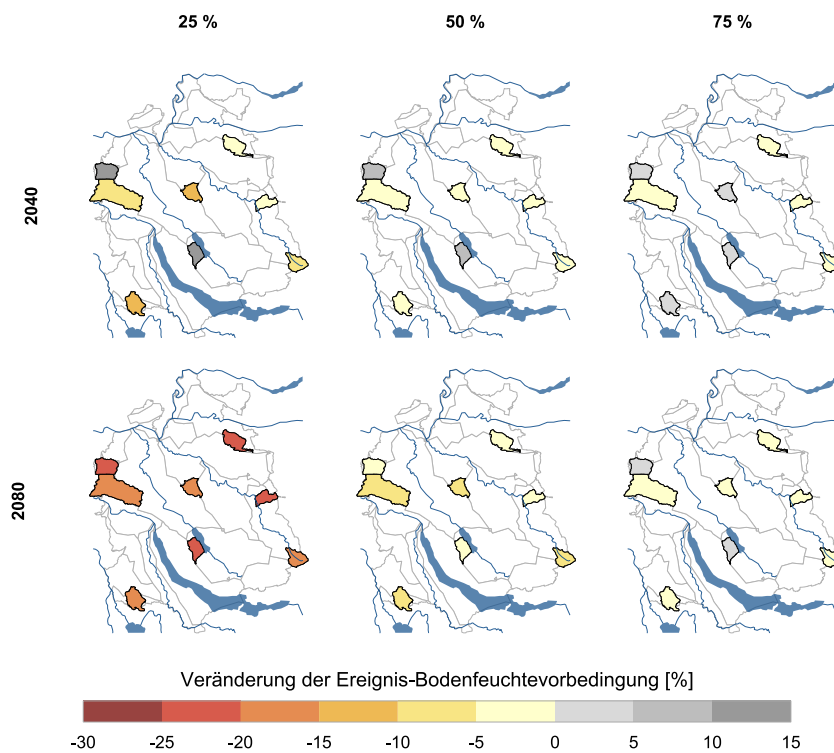 25 % 50 % 75 %
2040
2080
Veränderung der Ereignis-Bodenfeuchtevorbedingung [%]
-30 -25 -20 -15 -10 -5 0 5 10 15